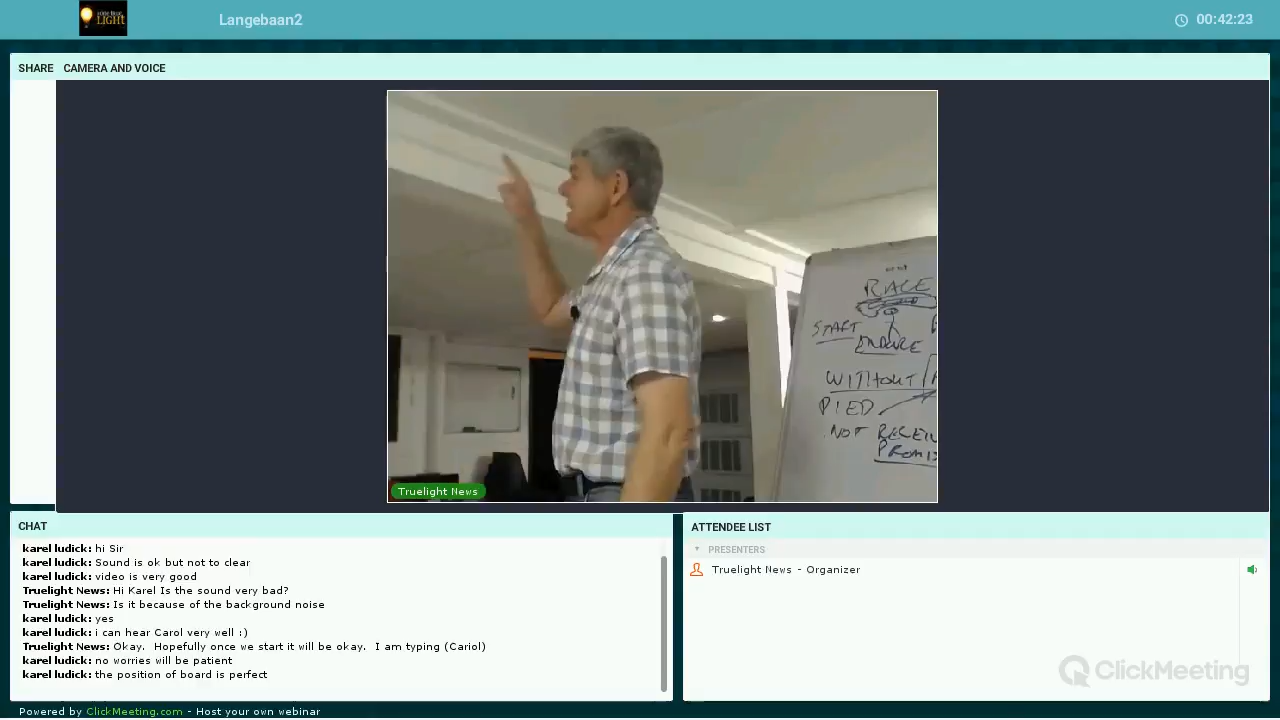 LIGHT
Langebaan2
00:42:23
SHARE
CAMERA AND VOICE
RACE
START
ENDURE
WITHOUT
PIED
NOT
Truelight News
CHAT
karel ludick: hi Sir
karel ludick: Sound is ok but not to clear
karel ludick: video is very good
Truelight News: Hi Karel Is the sound very bad?
Truelight News: Is it because of the background noise
karel ludick: yes
karel ludick: i can hear Carol very well :)
Truelight News: Okay. Hopefully once we start it will be okay. I am typing (Cariol)
karel ludick: no worries will be patient
karel ludick: the position of board is perfect
ATTENDEE LIST
PRESENTERS
Truelight News - Organizer
ClickMeeting
Powered by ClickMeeting.com - Host your own webinar